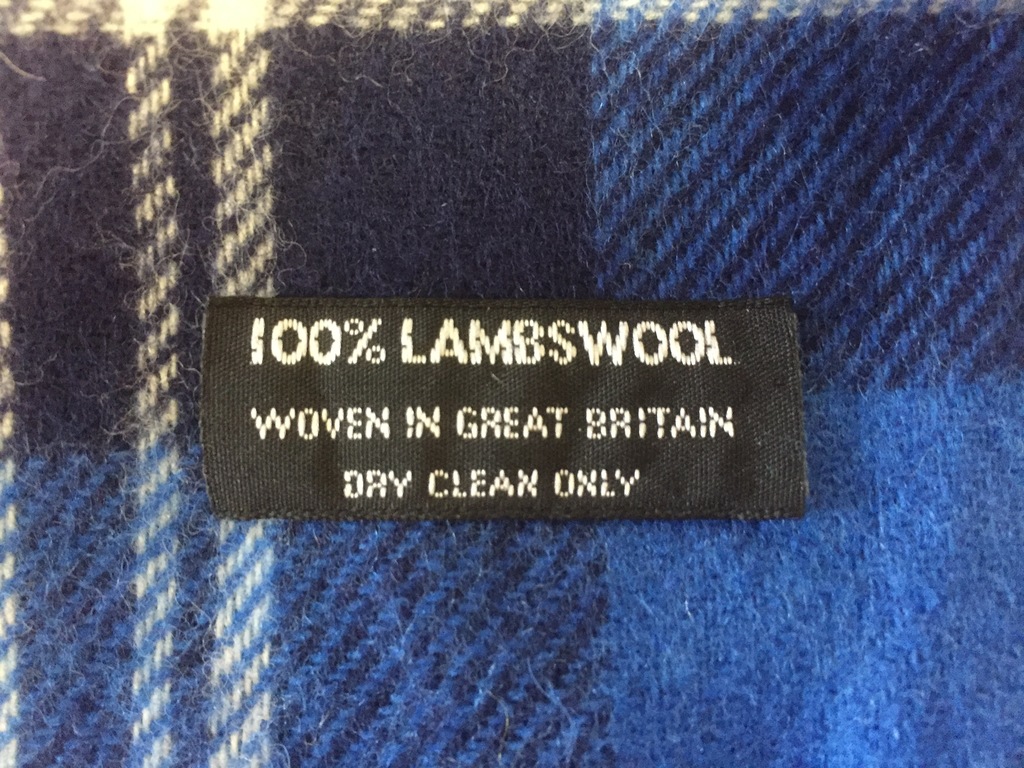 100% LAMBSWOOL
WOVEN IN GREAT BRITAIN
DRY CLEAN ONLY